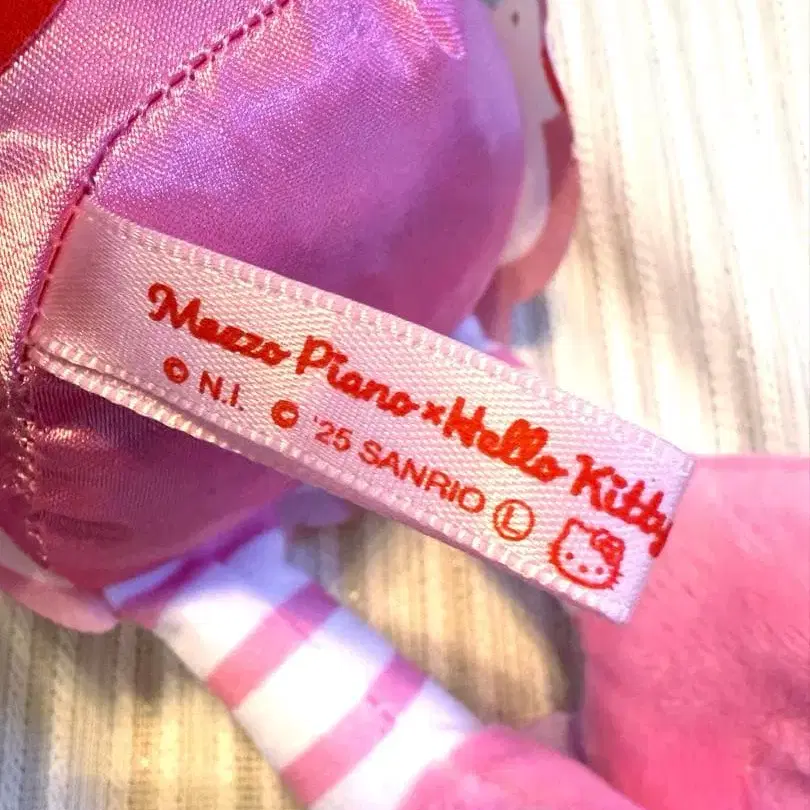 Mezzo Piano × Hello Kitty
© N.I. © '25 SANRIO Ⓛ